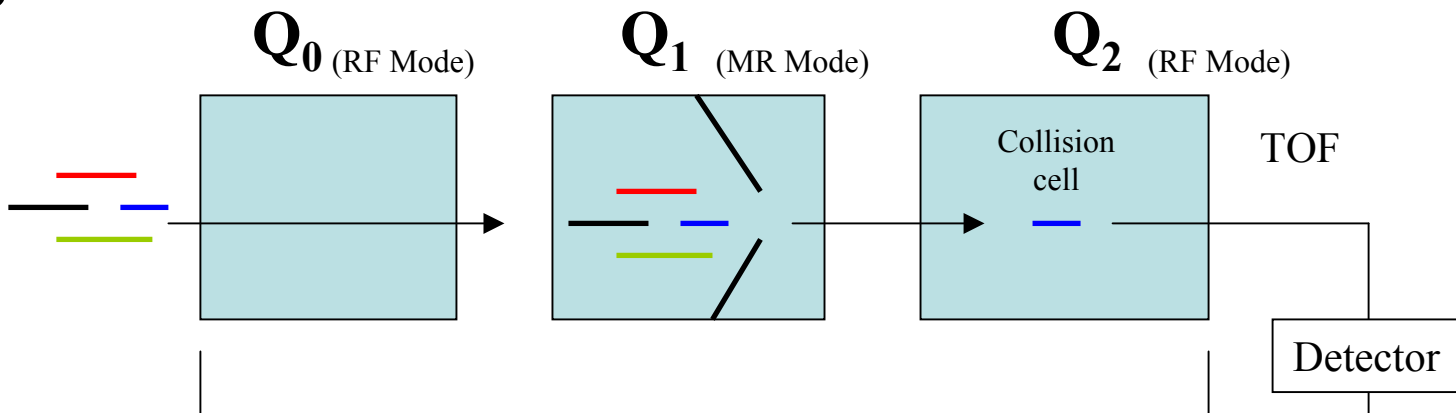 Q0 (RF Mode) Q1 (MR Mode) Q2 (RF Mode)
Collision
cell
TOF
Detector